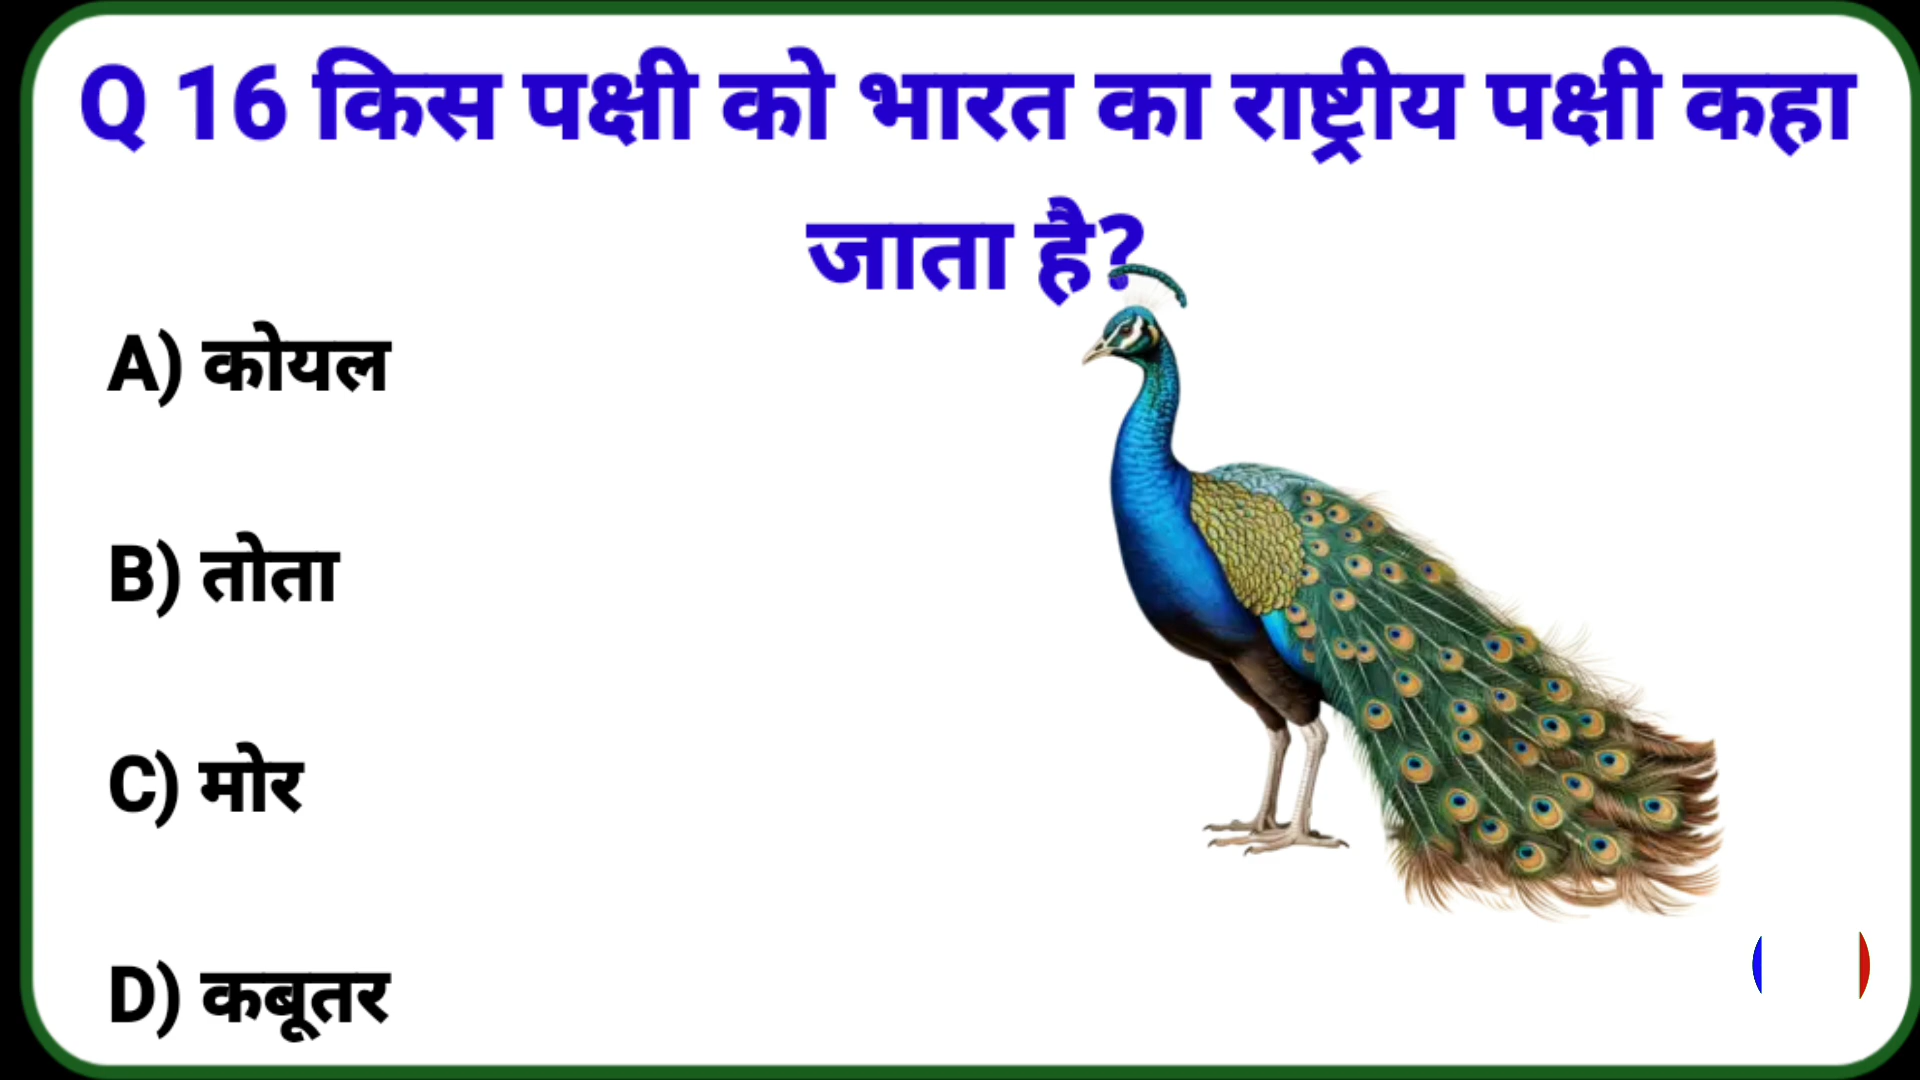 Q 16 किस पक्षी को भारत का राष्ट्रीय पक्षी कहा
जाता है?
A) कोयल
B) तोता
C) मोर
D) कबूतर